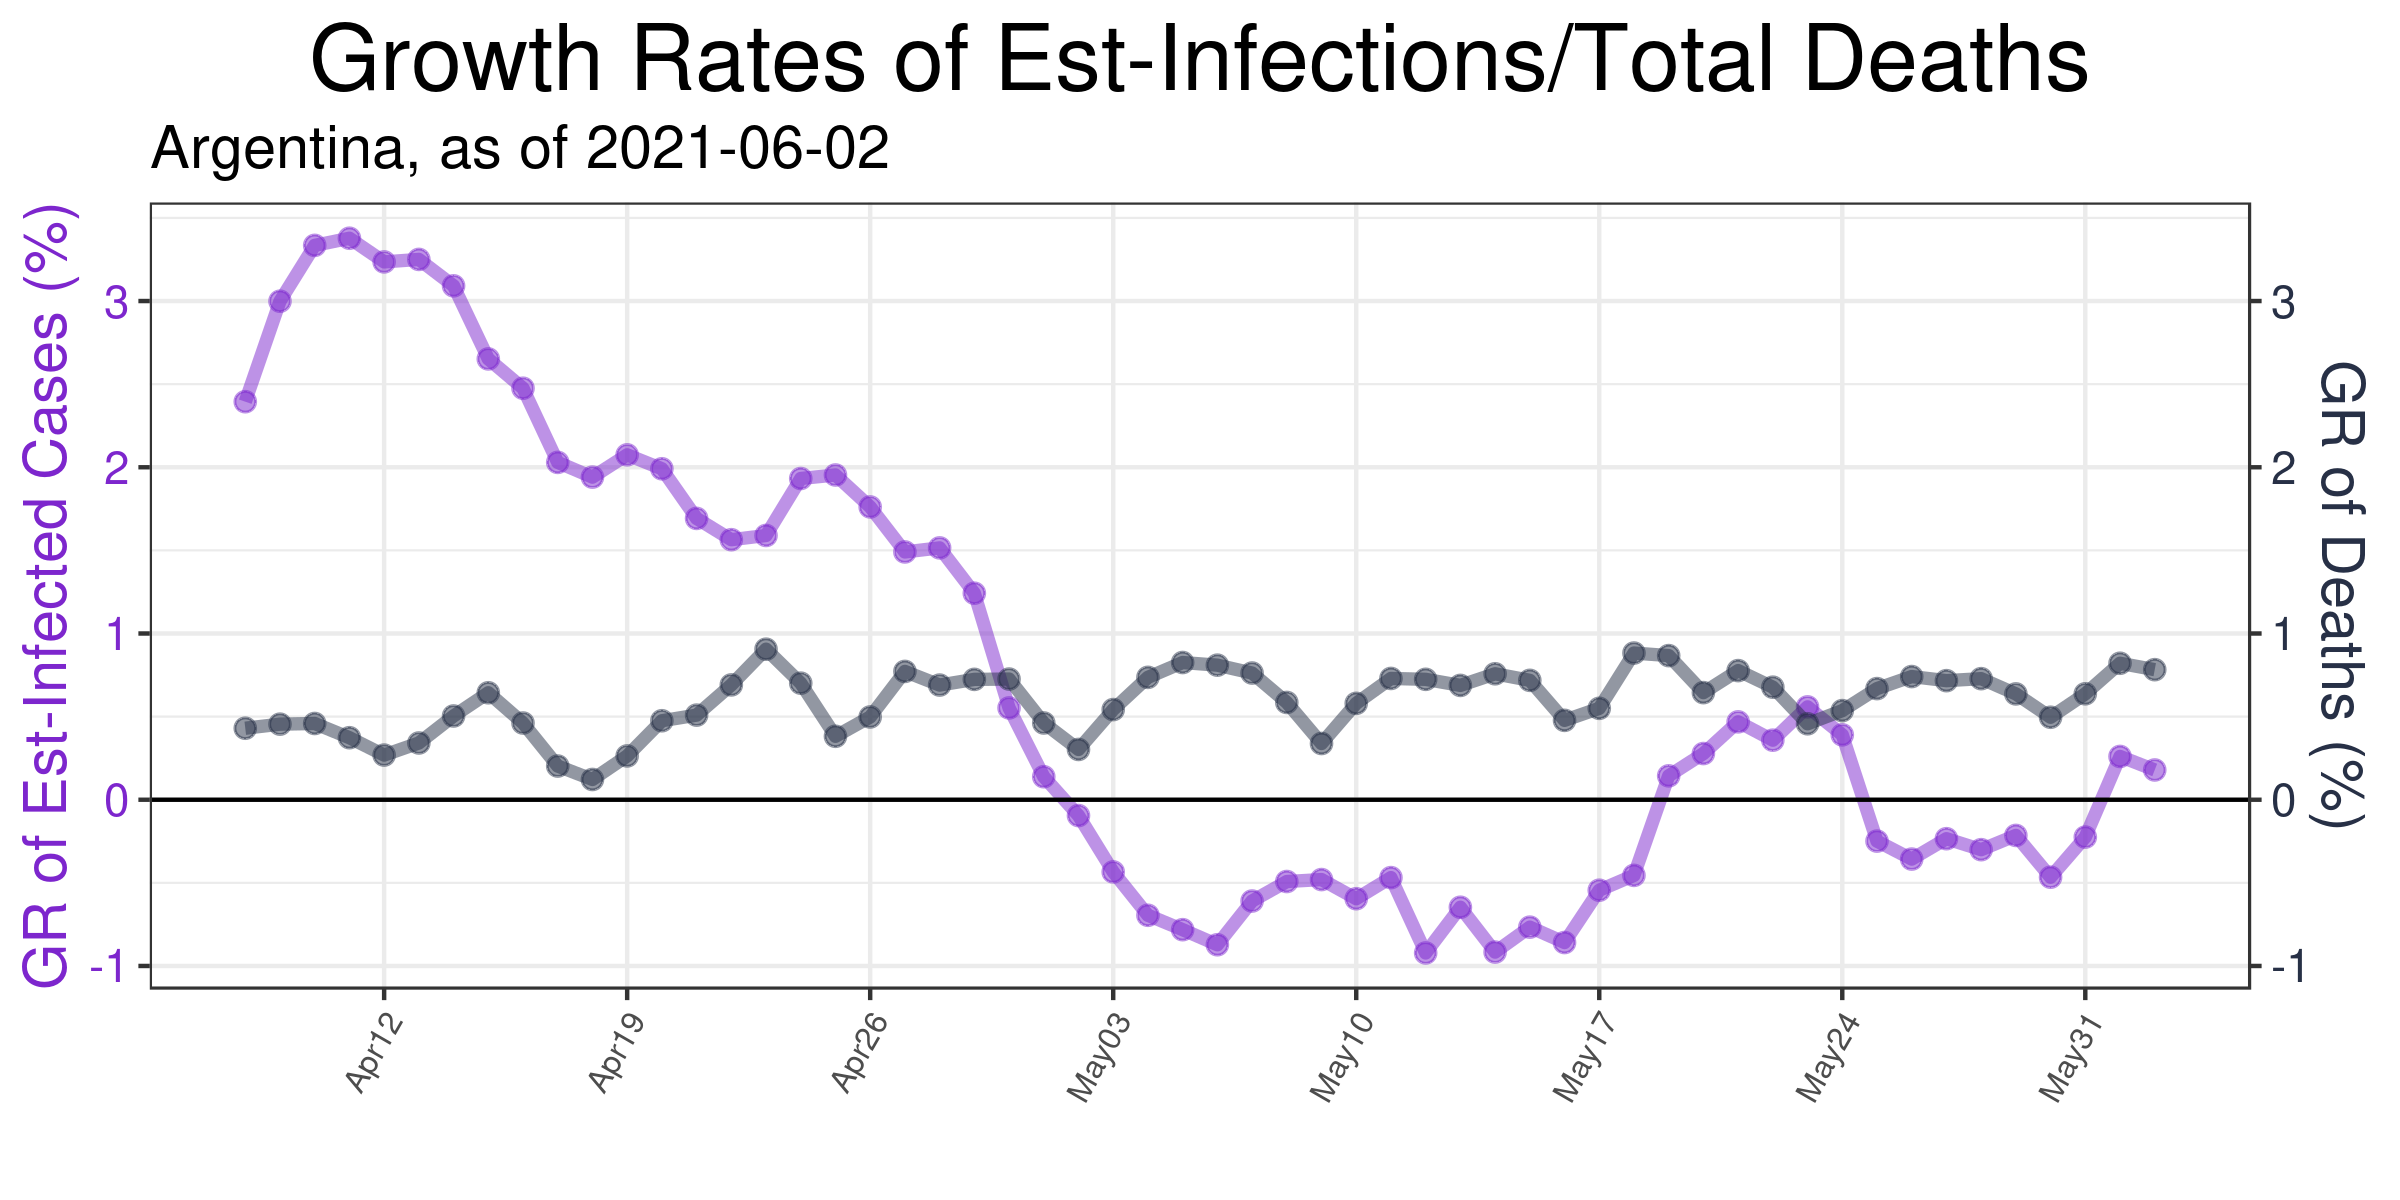 Growth Rates of Est-Infections/Total Deaths
Argentina, as of 2021-06-02
GR of Est-Infected Cases (%)
3
2
1
0
-1
3
2
1
0
-1
GR of Deaths (%)
Apr12
Apr19
Apr26
May03
May10
May17
May24
May31